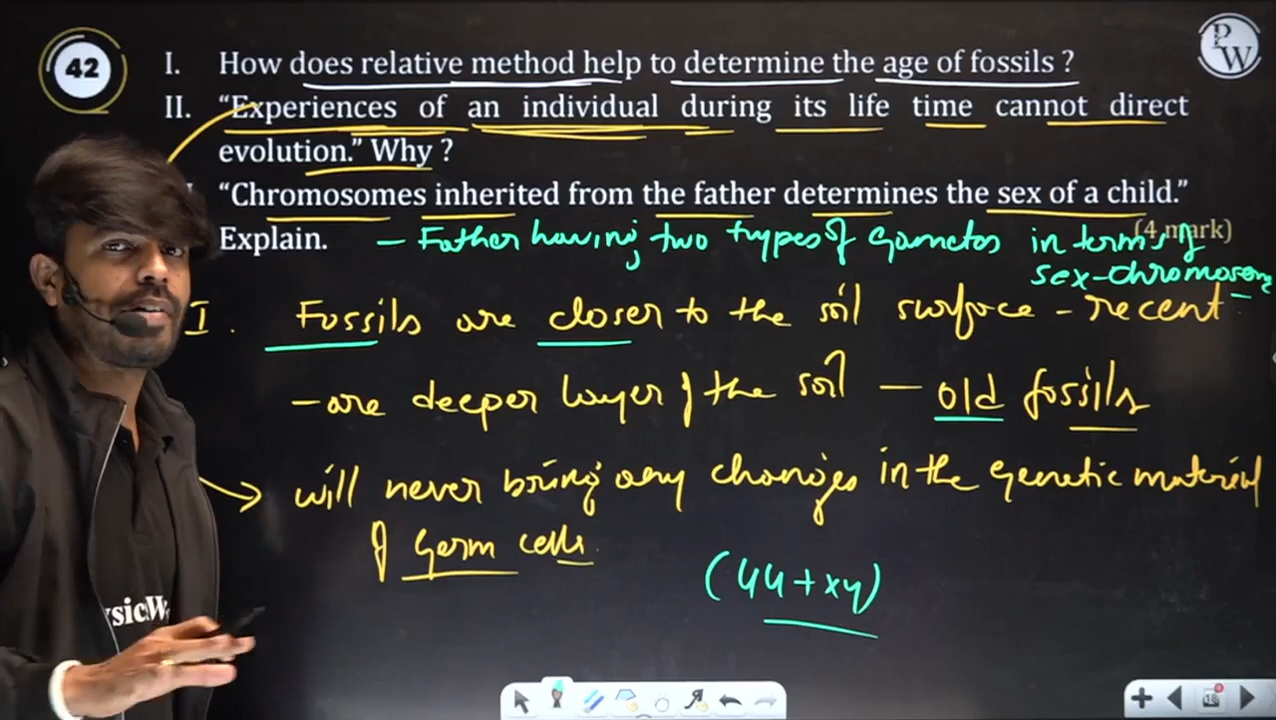 42
P
W
I. How does relative method help to determine the age of fossils ?
II. “Experiences of an individual during its life time cannot direct
evolution.” Why ?
“Chromosomes inherited from the father determines the sex of a child.”
Explain.
(4 mark)
- Father having two types of gametes in terms of
sex-chromosome
I. Fossils are closer to the soil surface - recent
- are deeper layer of the soil - old fossils
will never bring any changes in the genetic material
of Germ cells.
(44+xy)
ysicsW
18